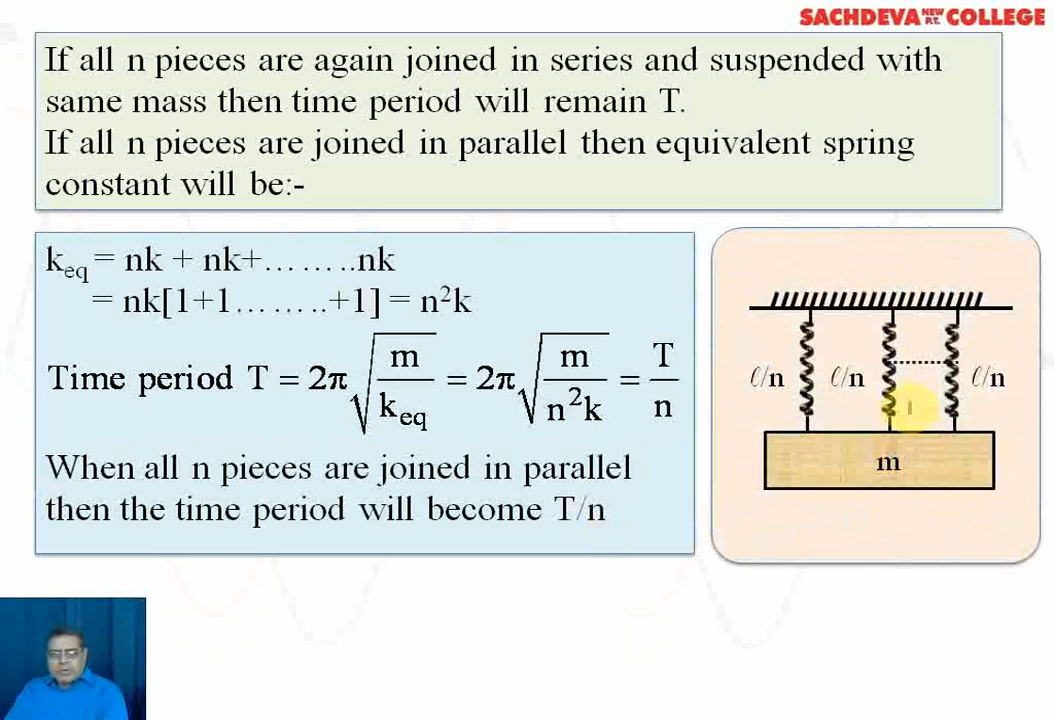 SACHDEVA NEW P.T. COLLEGE
If all n pieces are again joined in series and suspended with
same mass then time period will remain T.
If all n pieces are joined in parallel then equivalent spring
constant will be:-
k_eq = nk + nk+……..nk
= nk[1+1……..+1] = n²k
Time period T = 2π√(m/k_eq) = 2π√(m/n²k) = T/n
When all n pieces are joined in parallel
then the time period will become T/n
ℓ/n ℓ/n ℓ/n
m